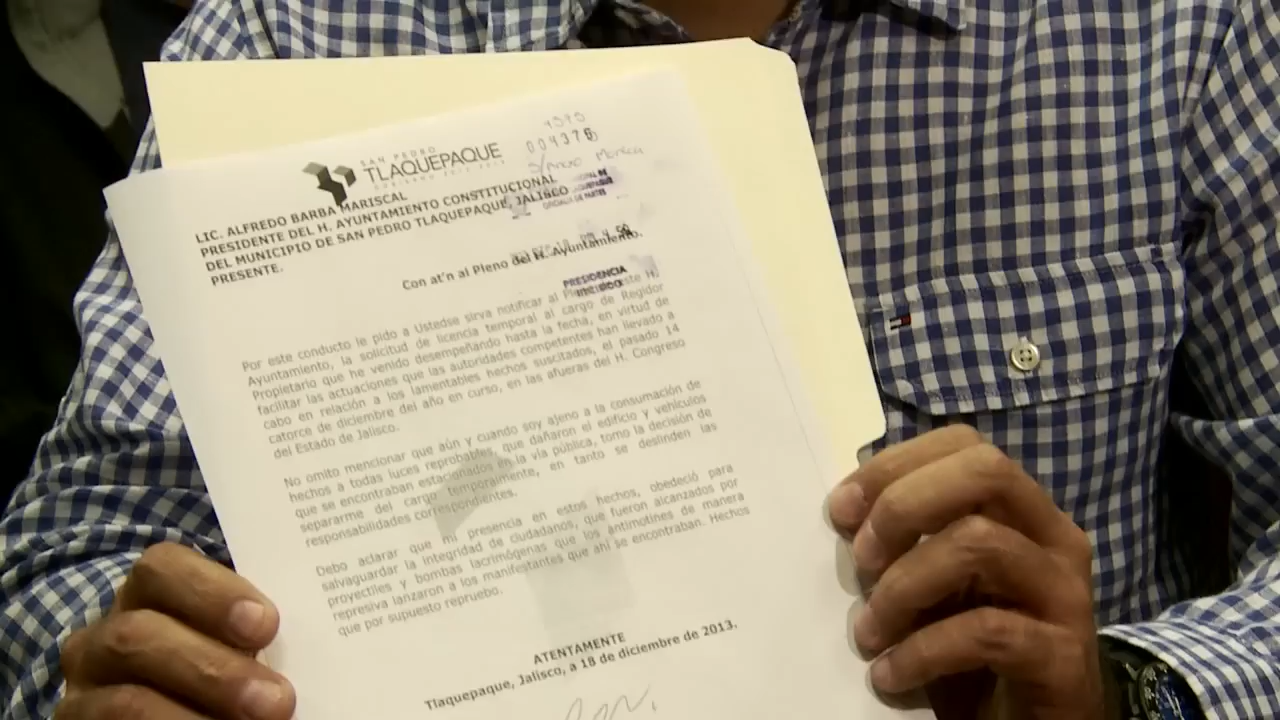 SAN PEDRO
TLAQUEPAQUE
004376
LIC. ALFREDO BARBA MARISCAL
PRESIDENTE DEL H. AYUNTAMIENTO CONSTITUCIONAL
DEL MUNICIPIO DE SAN PEDRO TLAQUEPAQUE, JALISCO
PRESENTE.
Con at'n al Pleno del H. Ayuntamiento.
PRESIDENCIA
RECIBIDO
Por este conducto le pido a Ustedse sirva notificar al este H.
Ayuntamiento, la solicitud de licencia temporal al cargo de Regidor
Propietario que he venido desempeñando hasta la fecha, en virtud de
facilitar las actuaciones que las autoridades competentes han llevado a
cabo en relación a los lamentables hechos suscitados, el pasado 14
catorce de diciembre del año en curso, en las afueras del H. Congreso
del Estado de Jalisco.
No omito mencionar que aún y cuando soy ajeno a la consumación de
hechos a todas luces reprobables, que dañaron el edificio y vehículos
que se encontraban estacionados en la vía pública, tomo la decisión de
separarme del cargo temporalmente, en tanto se deslinden las
responsabilidades correspondientes.
Debo aclarar que mi presencia en estos hechos, obedeció para
salvaguardar la integridad de ciudadanos, que fueron alcanzados por
proyectiles y bombas lacrimógenas que los antimotines de manera
represiva lanzaron a los manifestantes que ahí se encontraban. Hechos
que por supuesto repruebo.
ATENTAMENTE
Tlaquepaque, Jalisco, a 18 de diciembre de 2013.